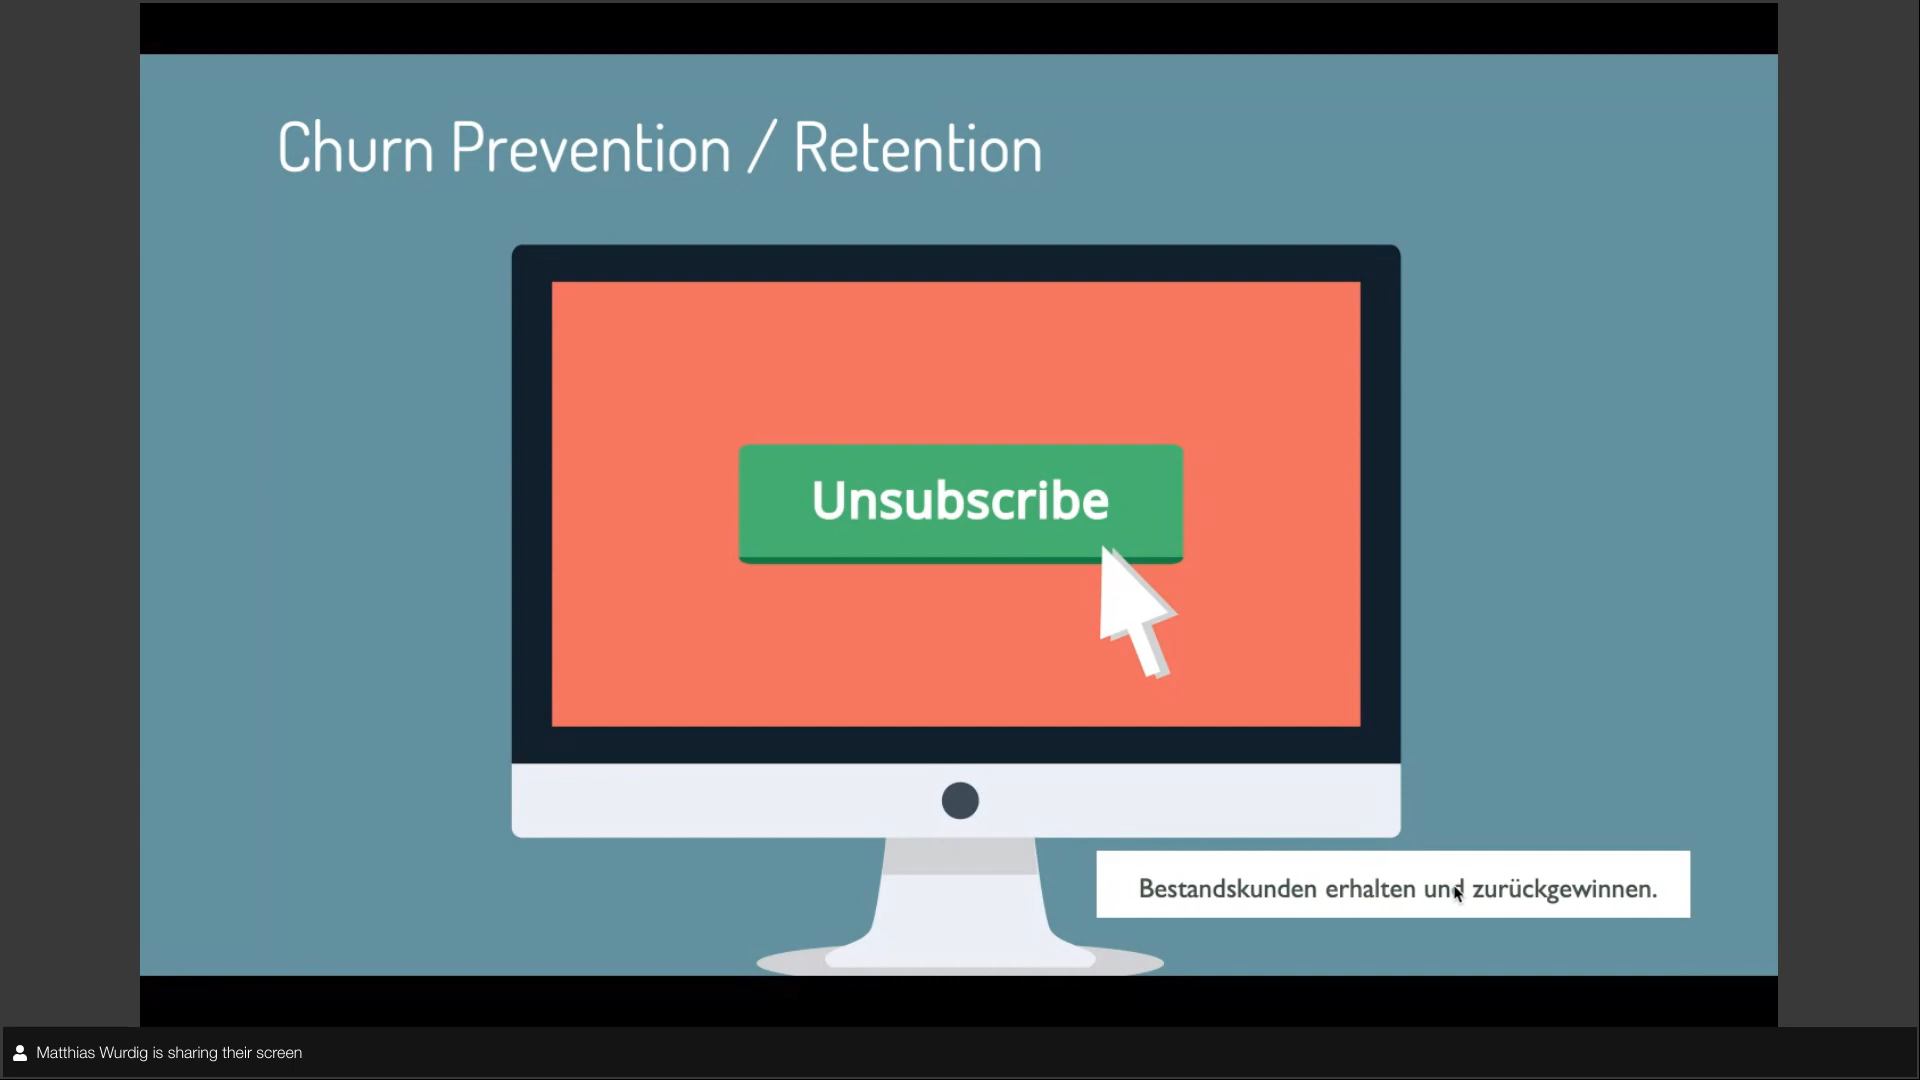 Churn Prevention / Retention
Unsubscribe
Bestandskunden erhalten und zurückgewinnen.
Matthias Wurdig is sharing their screen